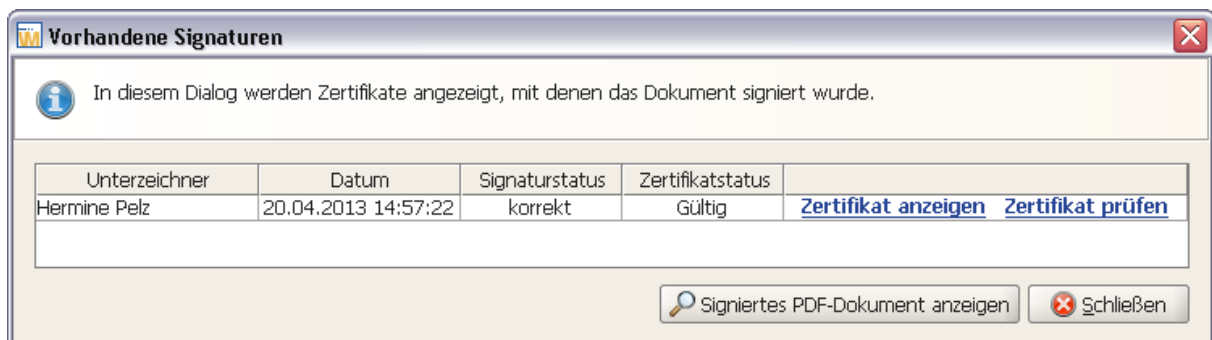 Vorhandene Signaturen
In diesem Dialog werden Zertifikate angezeigt, mit denen das Dokument signiert wurde.
Unterzeichner Datum Signaturstatus Zertifikatstatus
Hermine Pelz 20.04.2013 14:57:22 korrekt Gültig Zertifikat anzeigen Zertifikat prüfen
Signiertes PDF-Dokument anzeigen Schließen